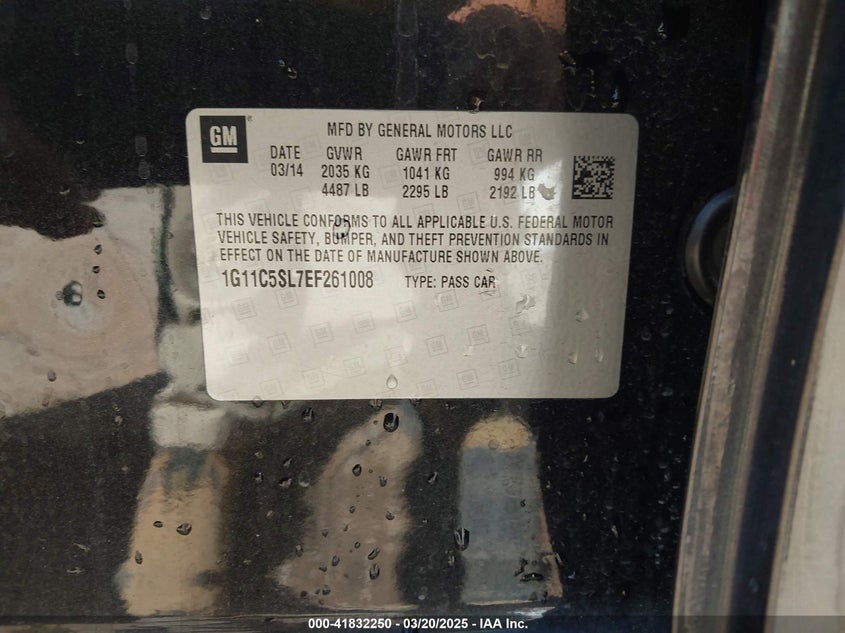 GM
MFD BY GENERAL MOTORS LLC
DATE GVWR GAWR FRT GAWR RR
03/14 2035 KG 1041 KG 994 KG
4487 LB 2295 LB 2192 LB
THIS VEHICLE CONFORMS TO ALL APPLICABLE U.S. FEDERAL MOTOR
VEHICLE SAFETY, BUMPER, AND THEFT PREVENTION STANDARDS IN
EFFECT ON THE DATE OF MANUFACTURE SHOWN ABOVE.
1G11C5SL7EF261008 TYPE: PASS CAR
000-41832250 - 03/20/2025 - IAA Inc.